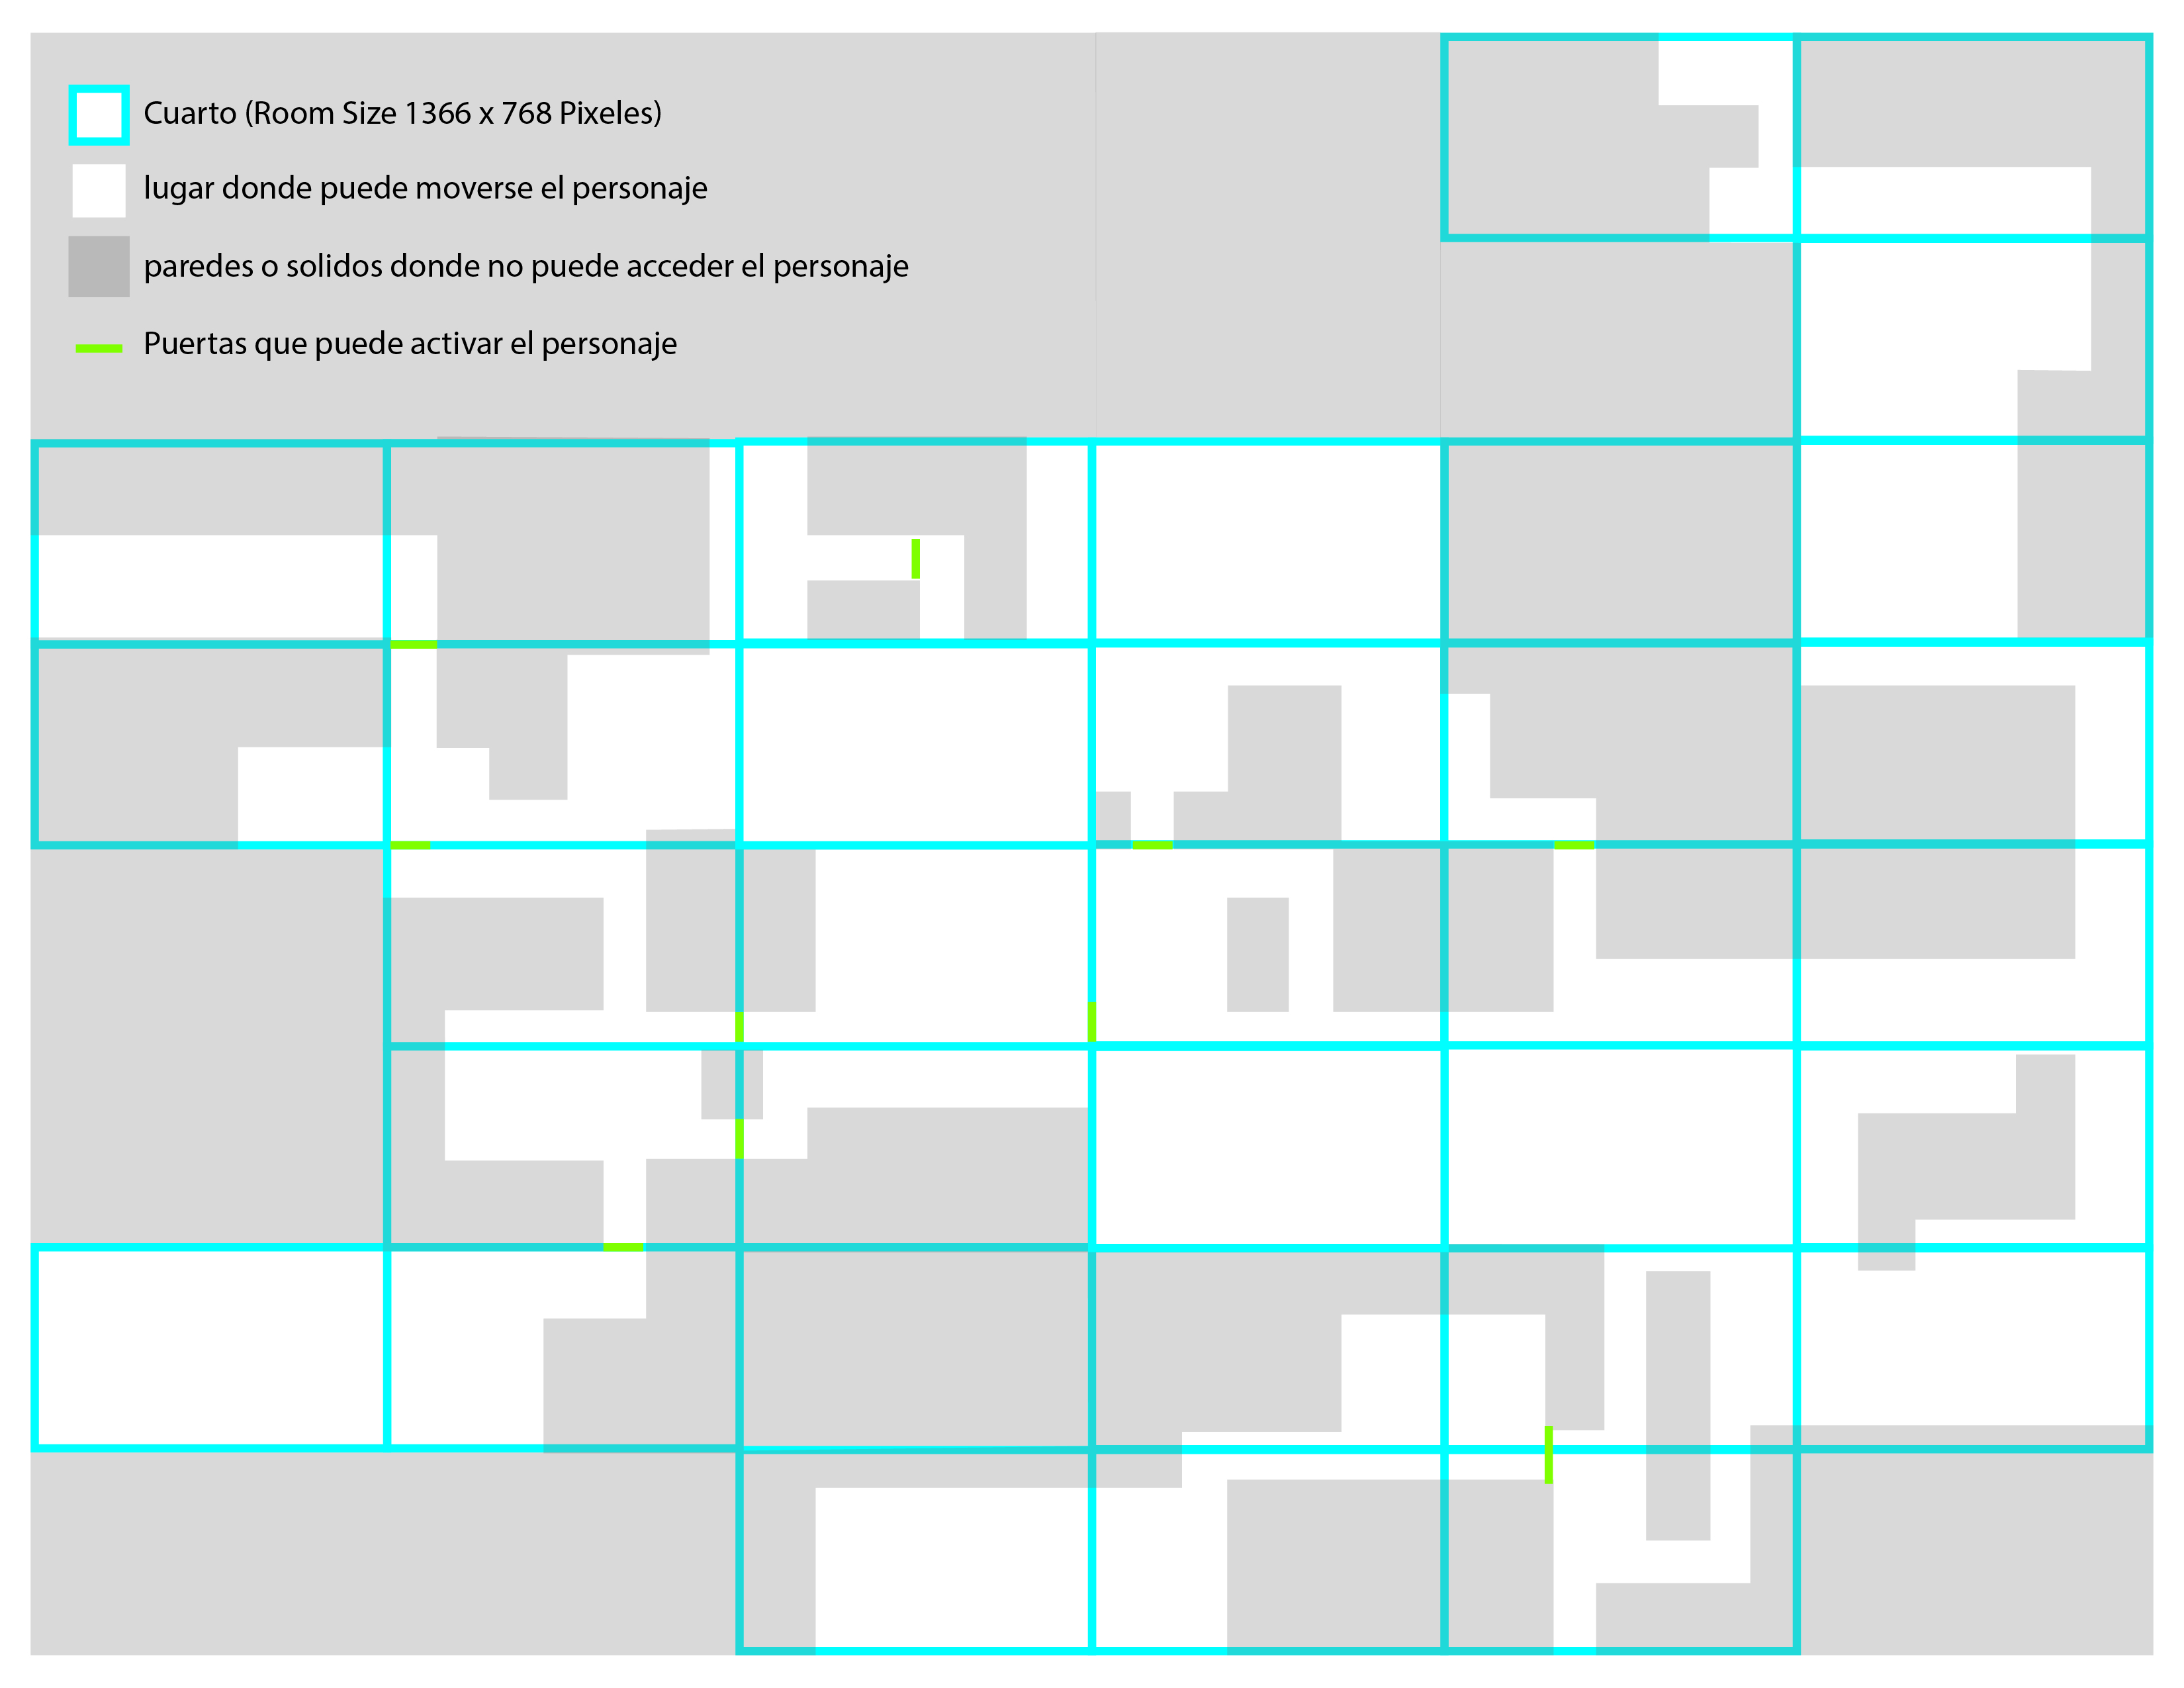 Cuarto (Room Size 1366 x 768 Pixeles)
lugar donde puede moverse el personaje
paredes o solidos donde no puede acceder el personaje
Puertas que puede activar el personaje